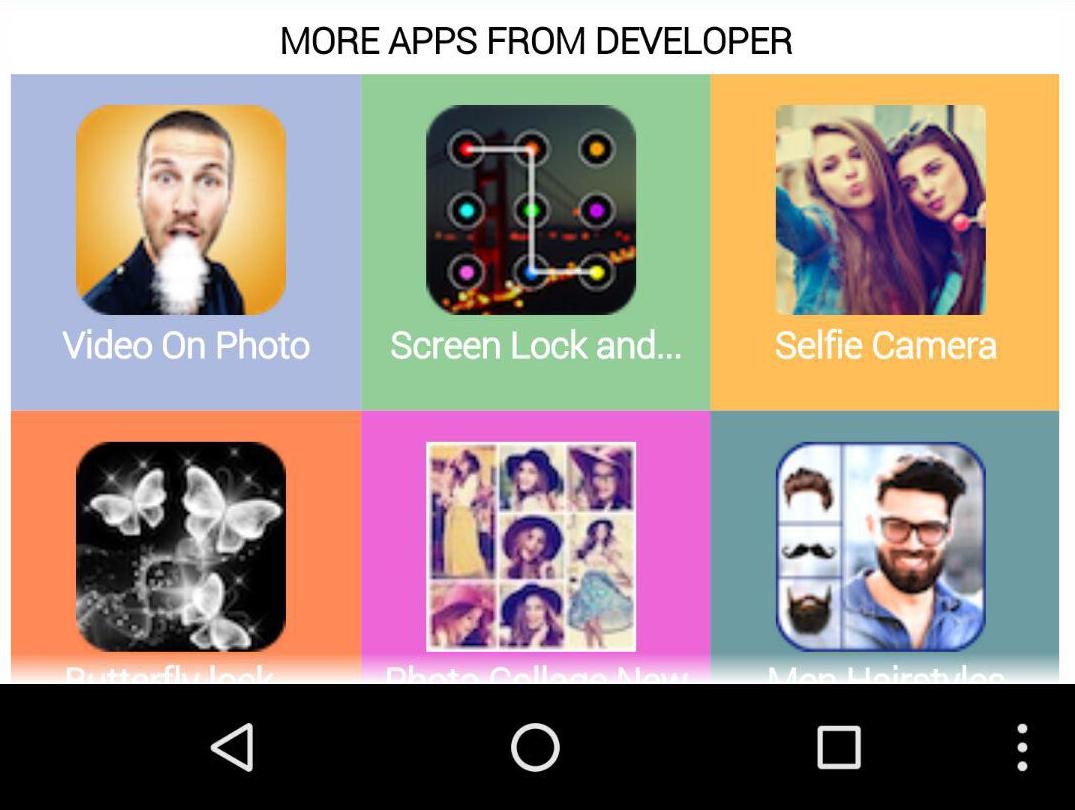 MORE APPS FROM DEVELOPER
Video On Photo
Screen Lock and...
Selfie Camera
Butterfly lock
Photo Collage New
Men Hairstyles